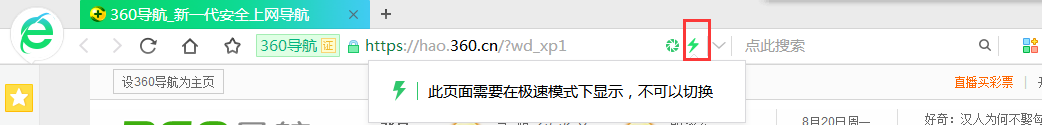 360导航_新一代安全上网导航
360导航 证 https://hao.360.cn/?wd_xp1 点此搜索
此页面需要在极速模式下显示，不可以切换
设360导航为主页 直播买彩票
8月20日周一 好奇：汉人为何不娶匈